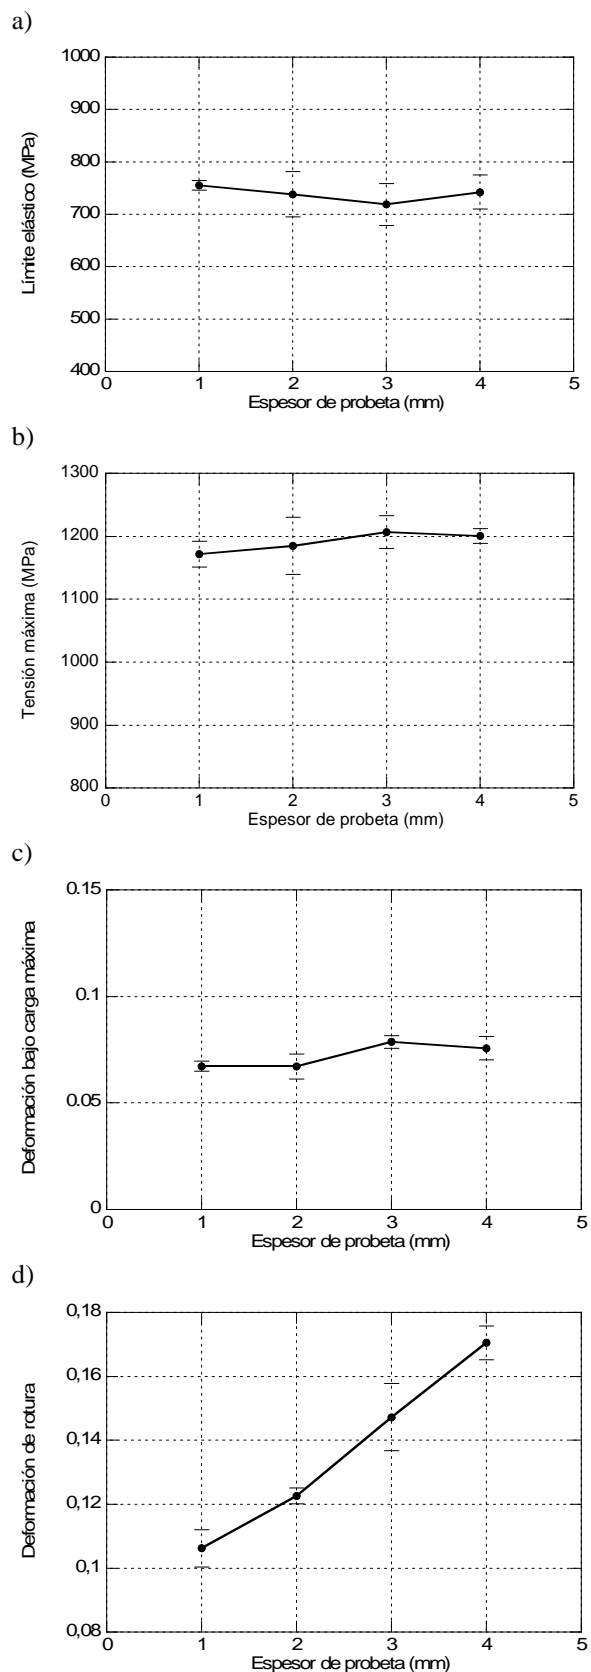 a)
1000
900
800
700
600
500
400
Límite elástico (MPa)
0 1 2 3 4 5
Espesor de probeta (mm)
b)
1300
1200
1100
1000
900
800
Tensión máxima (MPa)
0 1 2 3 4 5
Espesor de probeta (mm)
c)
0.15
0.1
0.05
0
Deformación bajo carga máxima
0 1 2 3 4 5
Espesor de probeta (mm)
d)
0,18
0,16
0,14
0,12
0,1
0,08
Deformación de rotura
0 1 2 3 4 5
Espesor de probeta (mm)